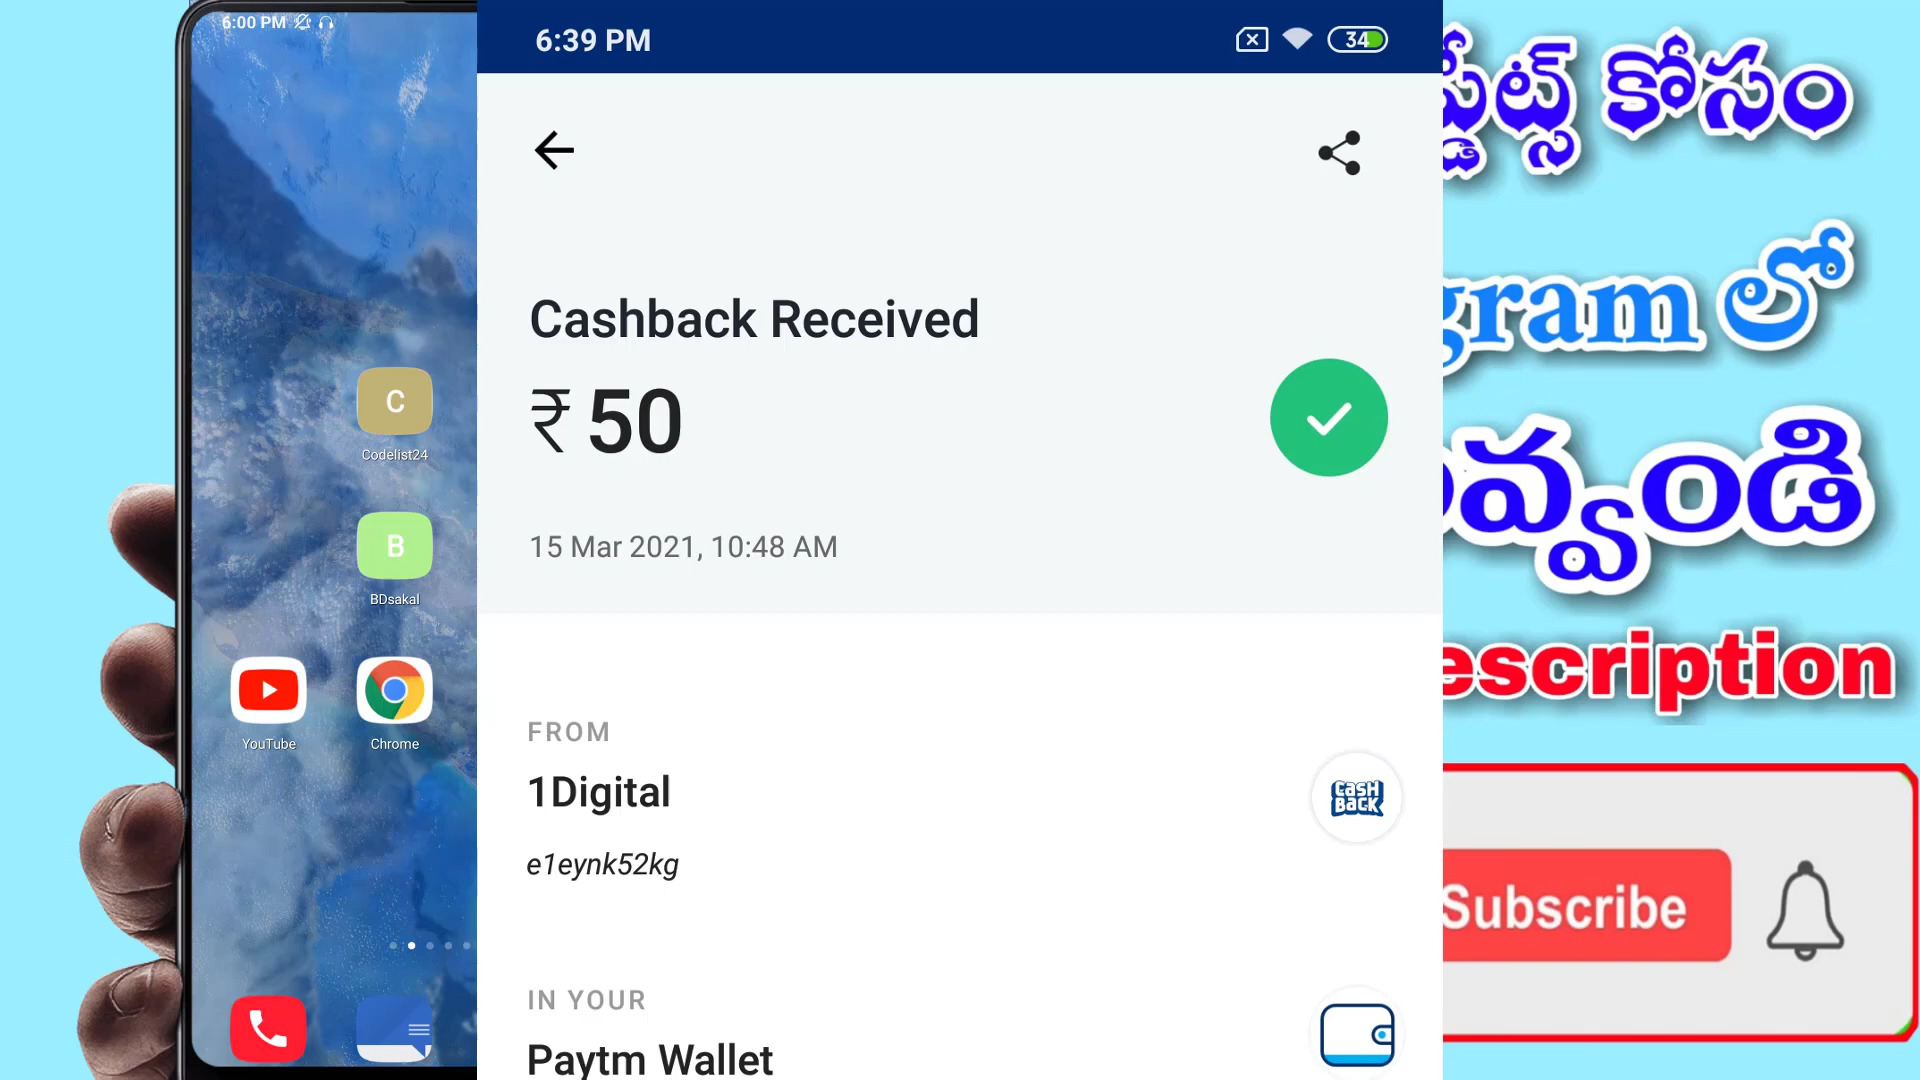 6:00 PM
Codelist24
BDsakal
YouTube
Chrome
C
B
6:39 PM
34
Cashback Received
₹ 50
15 Mar 2021, 10:48 AM
FROM
1Digital
CASH
BACK
e1eynk52kg
IN YOUR
Paytm Wallet
కోసం
gram లో
escription
Subscribe